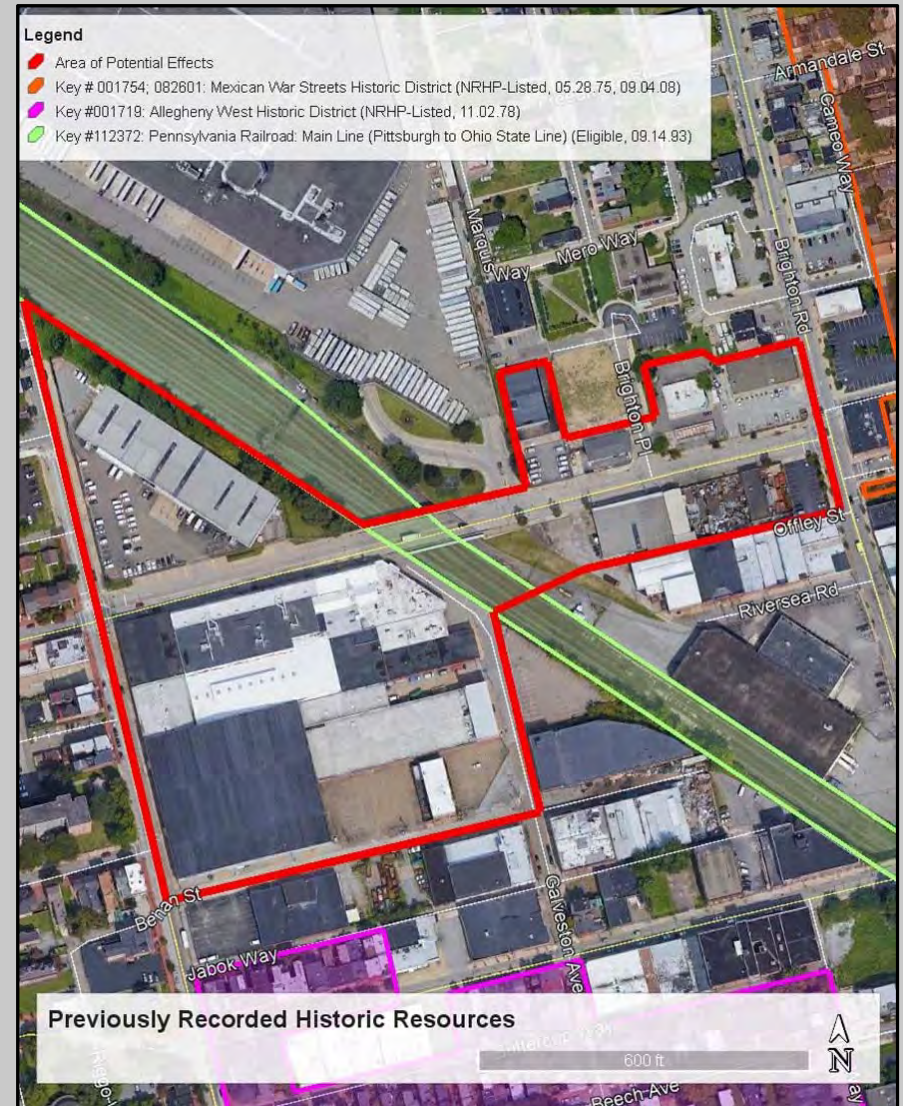 Legend
Area of Potential Effects
Key # 001754; 082601: Mexican War Streets Historic District (NRHP-Listed, 05.28.75, 09.04.08)
Key #001719: Allegheny West Historic District (NRHP-Listed, 11.02.78)
Key #112372: Pennsylvania Railroad: Main Line (Pittsburgh to Ohio State Line) (Eligible, 09.14.93)
Armandale St
Cameo Way
Marquis Way
Mero Way
Brighton Rd
Brighton Pl
Offley St
Riversea Rd
Behan St
Galveston Ave
Jabok Way
Previously Recorded Historic Resources
Buttercup Way
600 ft
N
Beech Ave
Way